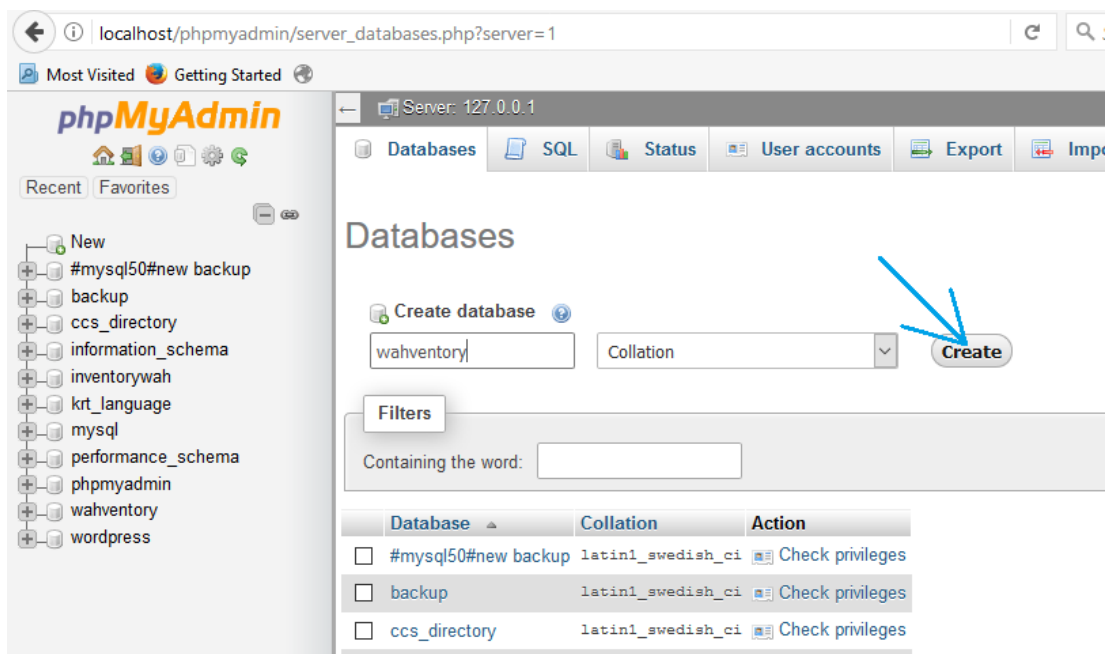 localhost/phpmyadmin/server_databases.php?server=1
Most Visited Getting Started
phpMyAdmin
Recent Favorites
New
#mysql50#new backup
backup
ccs_directory
information_schema
inventorywah
krt_language
mysql
performance_schema
phpmyadmin
wahventory
wordpress
Server: 127.0.0.1
Databases SQL Status User accounts Export
Databases
Create database
wahventory Collation Create
Filters
Containing the word:
Database Collation Action
#mysql50#new backup latin1_swedish_ci Check privileges
backup latin1_swedish_ci Check privileges
ccs_directory latin1_swedish_ci Check privileges